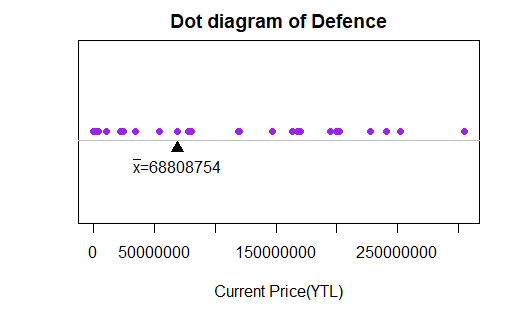 Dot diagram of Defence
x̅=68808754
0 50000000 150000000 250000000
Current Price(YTL)